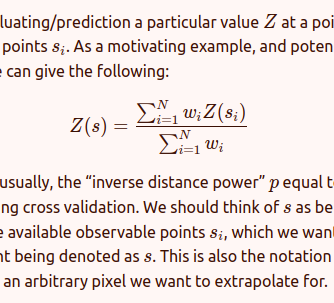 luating/prediction a particular value Z at a poi
points sᵢ. As a motivating example, and poten
e can give the following:
Z(s) = \frac{\sum_{i=1}^{N} w_i Z(s_i)}{\sum_{i=1}^{N} w_i}
usually, the “inverse distance power” p equal t
ng cross validation. We should think of s as be
e available observable points sᵢ, which we want
nt being denoted as s. This is also the notation
an arbitrary pixel we want to extrapolate for.